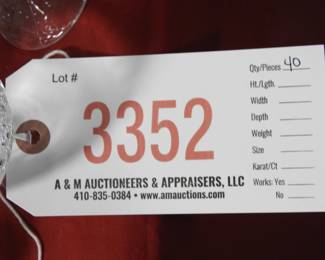 Lot #
3352
A & M AUCTIONEERS & APPRAISERS, LLC
410-835-0384 • www.amauctions.com
Qty/Pieces 40
Ht./Lgth.
Width
Depth
Weight
Size
Karat/Ct
Works: Yes
No